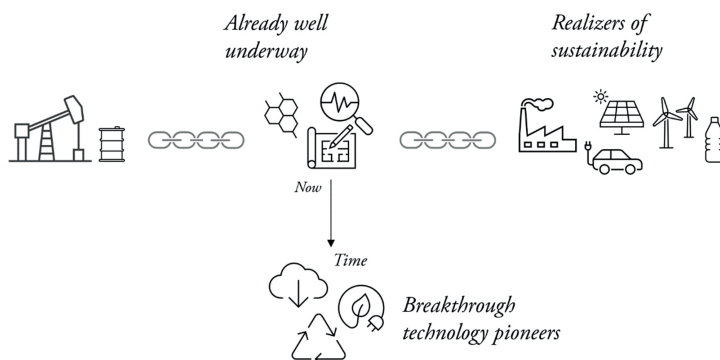 Already well
underway
Realizers of
sustainability
Now
Time
Breakthrough
technology pioneers